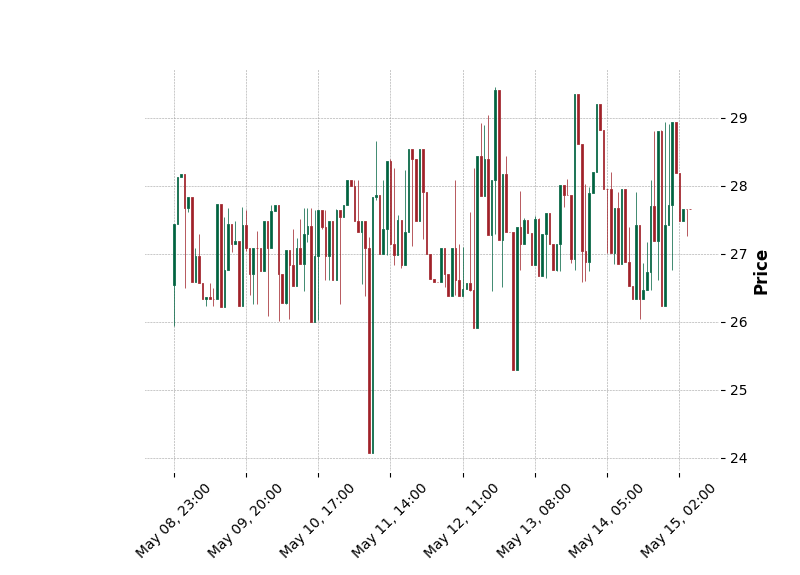 29
28
27
26
25
24
Price
May 08, 23:00
May 09, 20:00
May 10, 17:00
May 11, 14:00
May 12, 11:00
May 13, 08:00
May 14, 05:00
May 15, 02:00